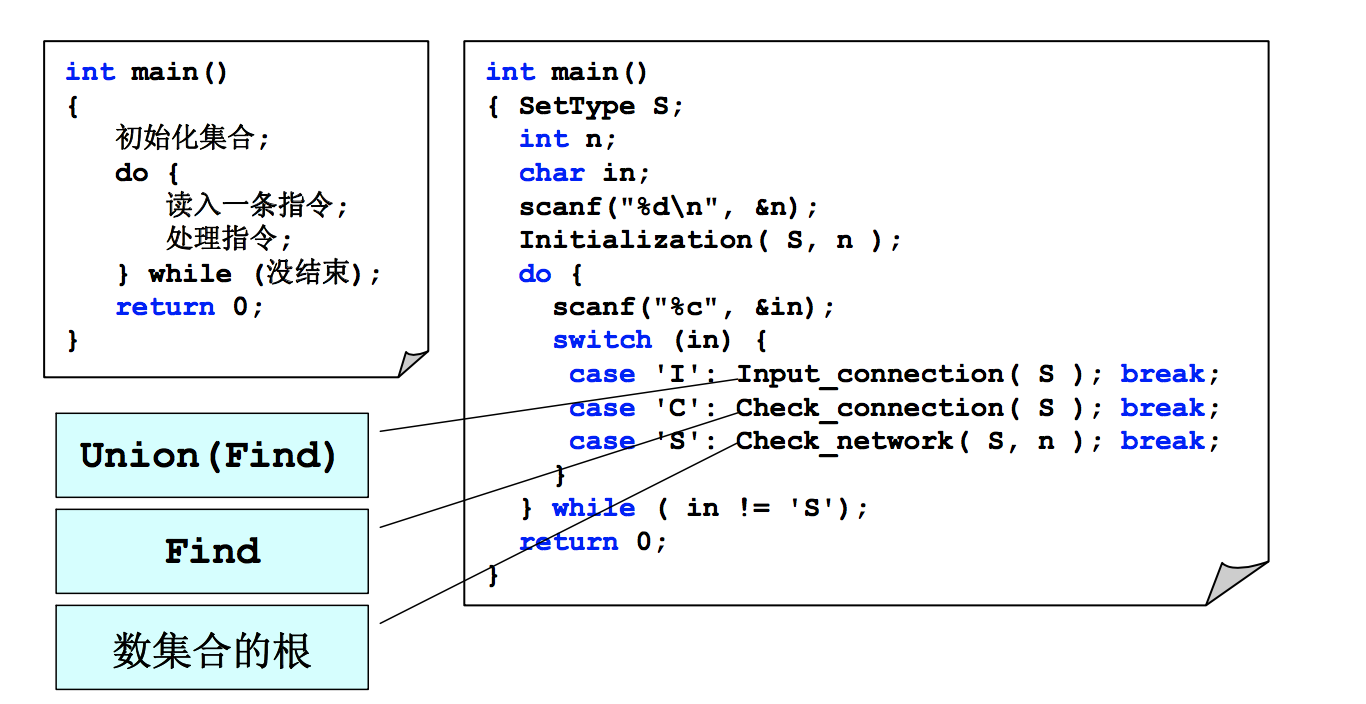 int main()
{
初始化集合;
do {
读入一条指令;
处理指令;
} while (没结束);
return 0;
}
int main()
{ SetType S;
int n;
char in;
scanf("%d\n", &n);
Initialization( S, n );
do {
scanf("%c", &in);
switch (in) {
case 'I': Input_connection( S ); break;
case 'C': Check_connection( S ); break;
case 'S': Check_network( S, n ); break;
}
} while ( in != 'S');
return 0;
}
Union(Find)
Find
数集合的根